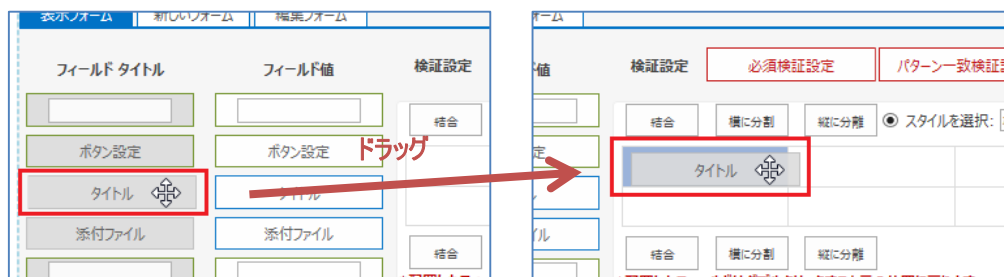 表示フォーム 新しいフォーム 編集フォーム
フィールド タイトル フィールド値 検証設定
結合
ボタン設定 ボタン設定
ドラッグ
タイトル タイトル
添付ファイル 添付ファイル
結合
ォーム
値 検証設定 必須検証設定 パターン一致検証
結合 横に分割 縦に分離 スタイルを選択:
定
タイトル
イル
結合 横に分割 縦に分離